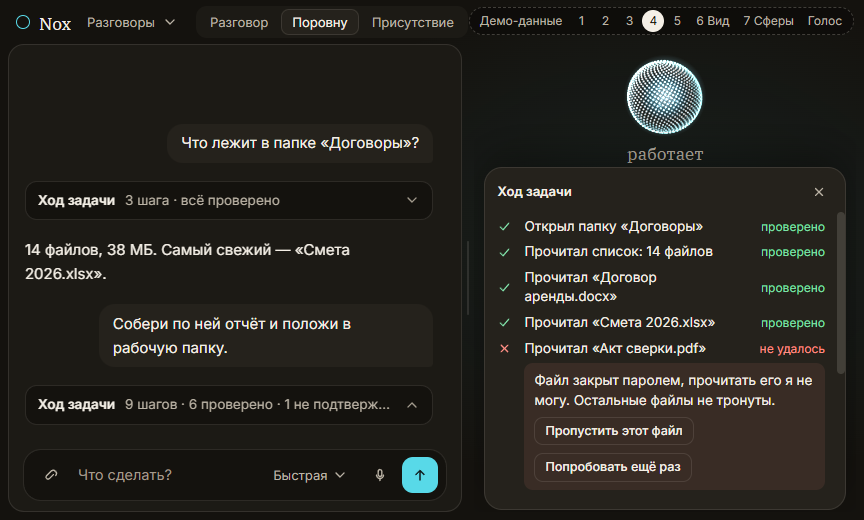 Nox
Разговоры
Разговор
Поровну
Присутствие
Демо-данные 1 2 3 4 5 6 Вид 7 Сферы Голос
Что лежит в папке «Договоры»?
Ход задачи 3 шага · всё проверено
14 файлов, 38 МБ. Самый свежий — «Смета
2026.xlsx».
Собери по ней отчёт и положи в
рабочую папку.
Ход задачи 9 шагов · 6 проверено · 1 не подтверж...
Что сделать?
Быстрая
работает
Ход задачи
Открыл папку «Договоры» проверено
Прочитал список: 14 файлов проверено
Прочитал «Договор
аренды.docx» проверено
Прочитал «Смета 2026.xlsx» проверено
Прочитал «Акт сверки.pdf» не удалось
Файл закрыт паролем, прочитать его я не
могу. Остальные файлы не тронуты.
Пропустить этот файл
Попробовать ещё раз